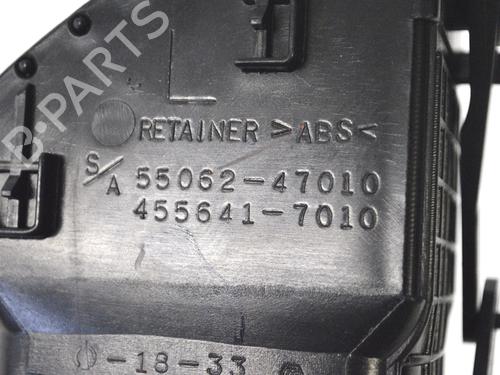 B-PARTS
RETAINER >ABS<
S/A 55062-47010
455641-7010
-18-33